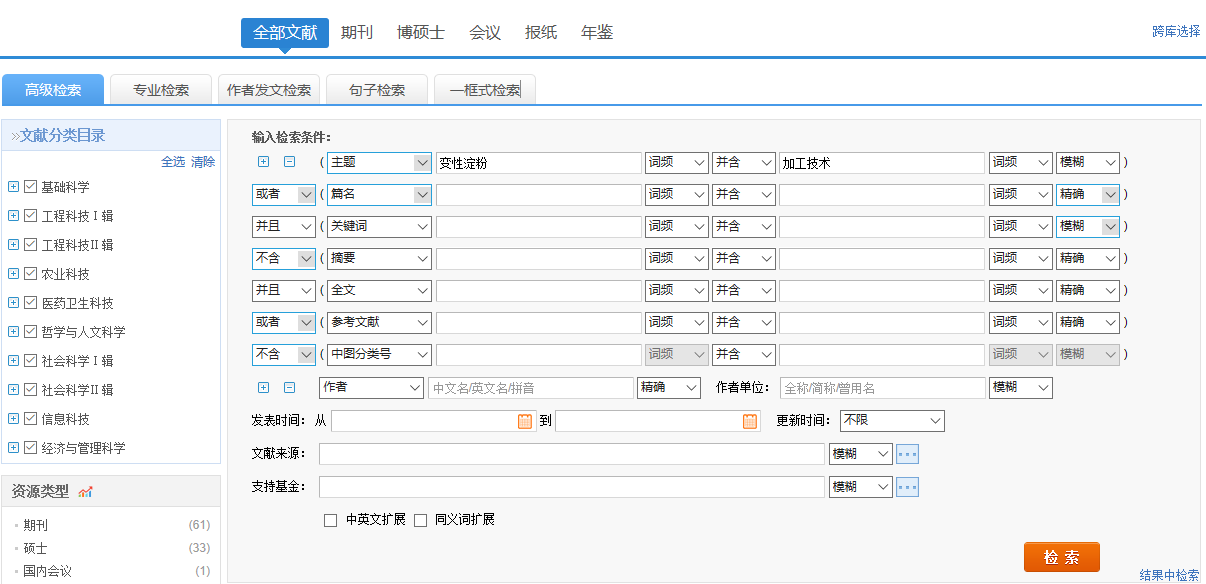 全部文献 期刊 博硕士 会议 报纸 年鉴 跨库选择
高级检索 专业检索 作者发文检索 句子检索 一框式检索
»文献分类目录
全选 清除
基础科学
工程科技Ⅰ辑
工程科技Ⅱ辑
农业科技
医药卫生科技
哲学与人文科学
社会科学Ⅰ辑
社会科学Ⅱ辑
信息科技
经济与管理科学
资源类型
期刊 (61)
硕士 (33)
国内会议 (1)
输入检索条件:
( 主题 变性淀粉 词频 并含 加工技术 词频 模糊 )
或者 ( 篇名 词频 并含 词频 精确 )
并且 ( 关键词 词频 并含 词频 模糊 )
不含 ( 摘要 词频 并含 词频 精确 )
并且 ( 全文 词频 并含 词频 精确 )
或者 ( 参考文献 词频 并含 词频 精确 )
不含 ( 中图分类号 词频 并含 词频 模糊 )
作者 中文名/英文名/拼音 精确 作者单位: 全称/简称/曾用名 模糊
发表时间: 从 到 更新时间: 不限
文献来源: 模糊 ...
支持基金: 模糊 ...
中英文扩展 同义词扩展
检 索
结果中检索